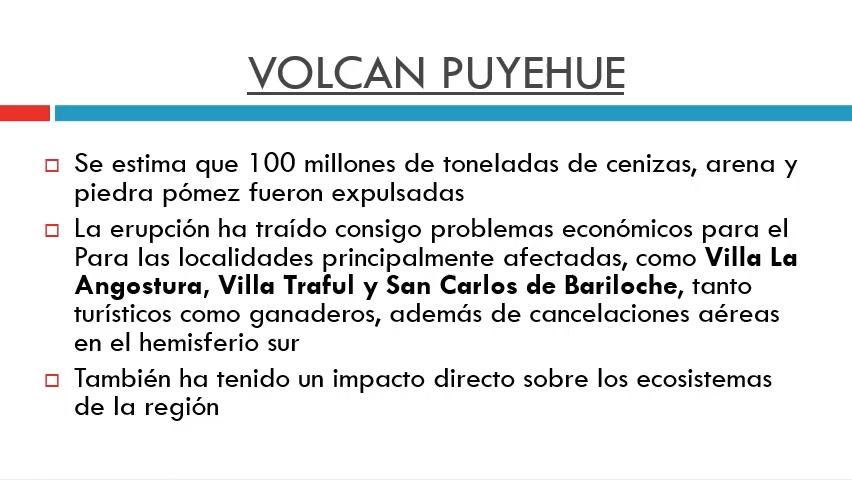 VOLCAN PUYEHUE
Se estima que 100 millones de toneladas de cenizas, arena y
piedra pómez fueron expulsadas
La erupción ha traído consigo problemas económicos para el
Para las localidades principalmente afectadas, como Villa La
Angostura, Villa Traful y San Carlos de Bariloche, tanto
turísticos como ganaderos, además de cancelaciones aéreas
en el hemisferio sur
También ha tenido un impacto directo sobre los ecosistemas
de la región